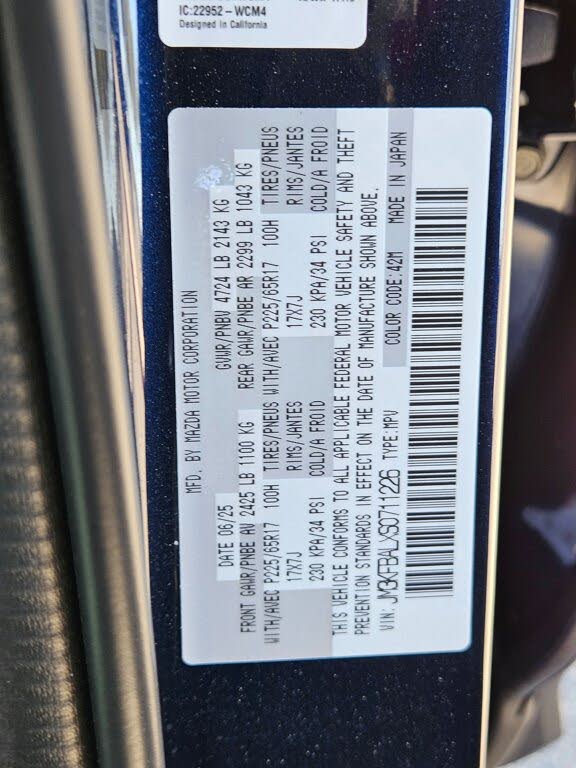 IC:22952-WCM4
Designed in California
MFD. BY MAZDA MOTOR CORPORATION
DATE 06/25 GVWR/PNBV 4724 LB 2143 KG
FRONT GAWR/PNBE AV 2425 LB 1100 KG REAR GAWR/PNBE AR 2299 LB 1043 KG
WITH/AVEC P225/65R17 100H TIRES/PNEUS WITH/AVEC P225/65R17 100H TIRES/PNEUS
17X7J RIMS/JANTES 17X7J RIMS/JANTES
230 KPA/34 PSI COLD/A FROID 230 KPA/34 PSI COLD/A FROID
THIS VEHICLE CONFORMS TO ALL APPLICABLE FEDERAL MOTOR VEHICLE SAFETY AND THEFT
PREVENTION STANDARDS IN EFFECT ON THE DATE OF MANUFACTURE SHOWN ABOVE.
VIN: JM3KFBALXS0711226 TYPE:MPV COLOR CODE:42M MADE IN JAPAN